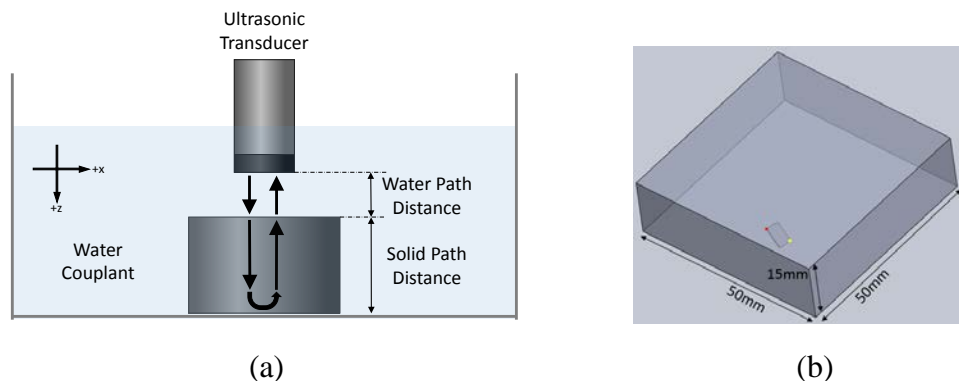 Ultrasonic
Transducer
+x
+z
Water Path
Distance
Water
Couplant
Solid Path
Distance
15mm
50mm
50mm
(a)
(b)